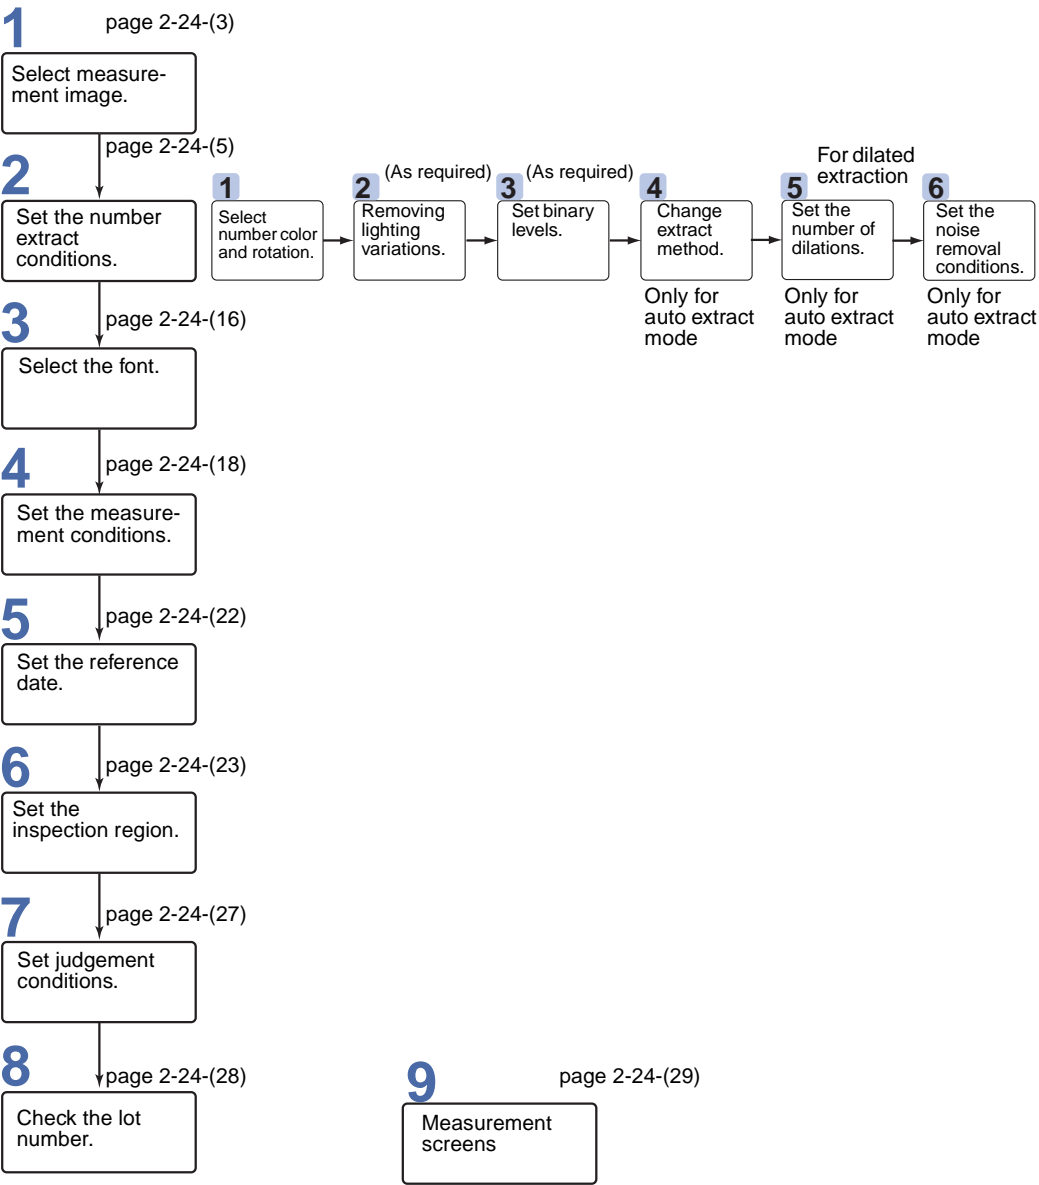 1
page 2-24-(3)
Select measure-
ment image.
2
page 2-24-(5)
Set the number
extract
conditions.
1
Select
number color
and rotation.
2
(As required)
Removing
lighting
variations.
3
(As required)
Set binary
levels.
4
Change
extract
method.
Only for
auto extract
mode
5
For dilated
extraction
Set the
number of
dilations.
Only for
auto extract
mode
6
Set the
noise
removal
conditions.
Only for
auto extract
mode
3
page 2-24-(16)
Select the font.
4
page 2-24-(18)
Set the measure-
ment conditions.
5
page 2-24-(22)
Set the reference
date.
6
page 2-24-(23)
Set the
inspection region.
7
page 2-24-(27)
Set judgement
conditions.
8
page 2-24-(28)
Check the lot
number.
9
page 2-24-(29)
Measurement
screens